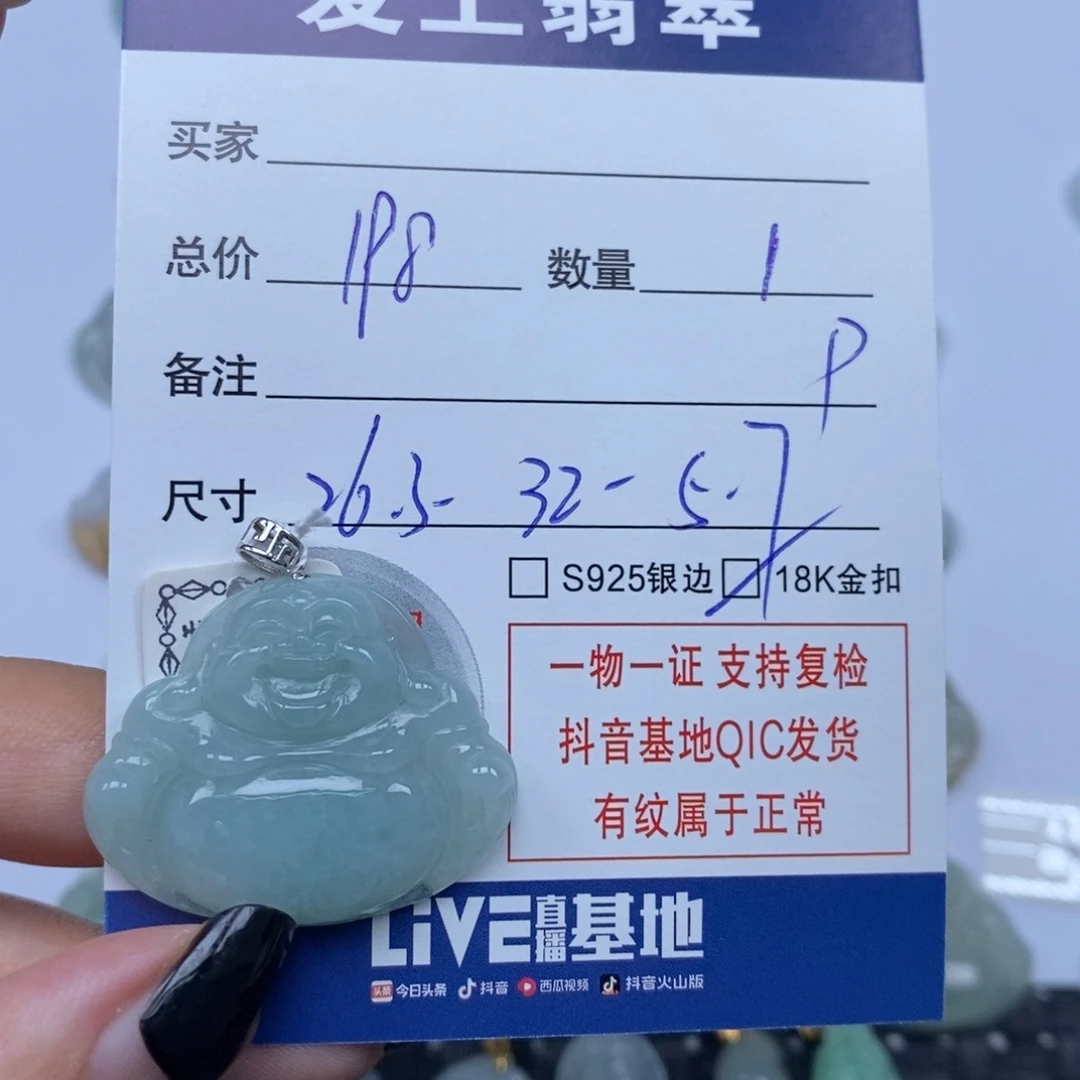 翡翠
买家
总价 198 数量 1
备注 P
尺寸 26.5-32-5.7
S925银边 18K金扣
一物一证 支持复检
抖音基地QIC发货
有纹属于正常
LiVE直播基地
头条 今日头条 抖音 西瓜视频 抖音火山版